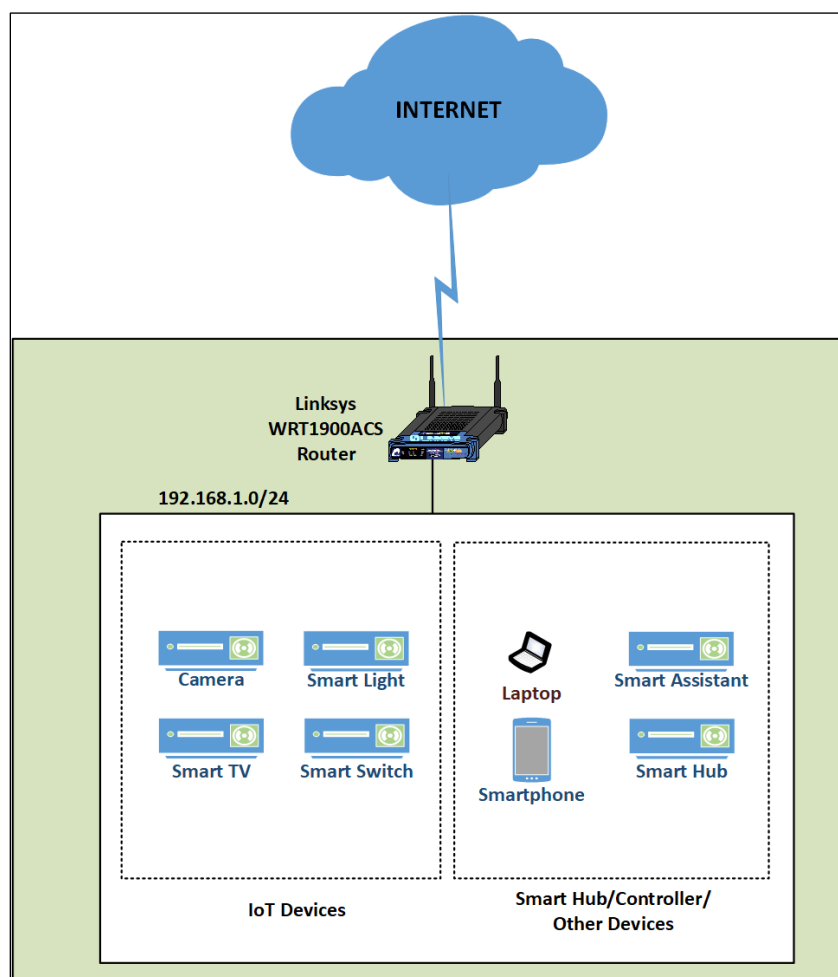 INTERNET
Linksys
WRT1900ACS
Router
192.168.1.0/24
Camera
Smart Light
Laptop
Smart Assistant
Smart TV
Smart Switch
Smartphone
Smart Hub
IoT Devices
Smart Hub/Controller/
Other Devices